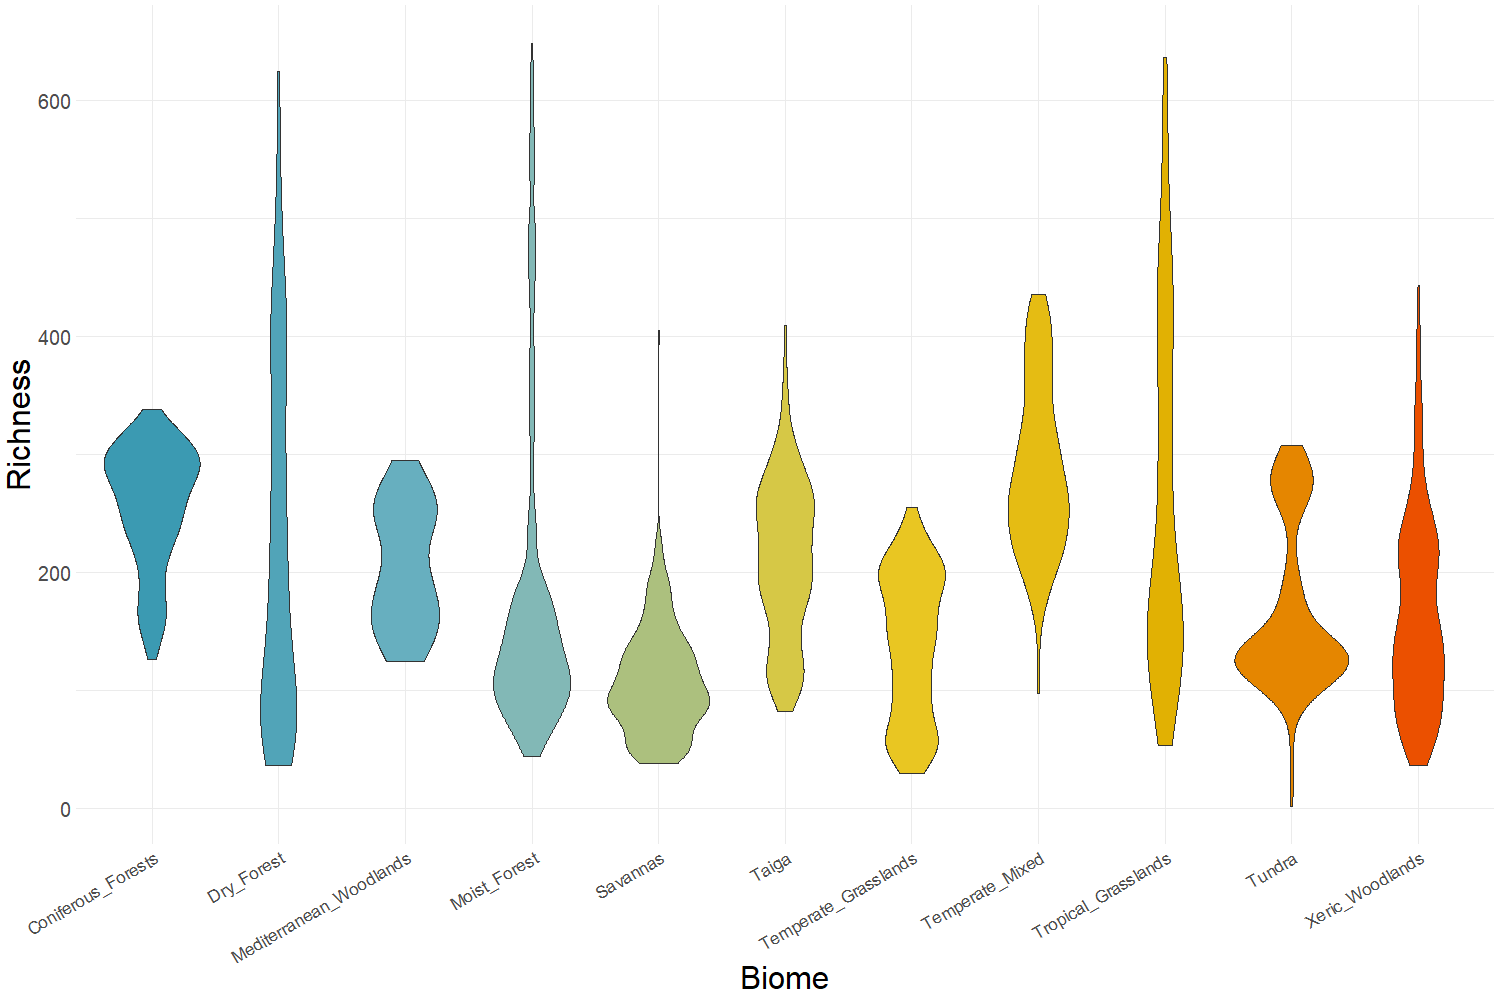 Richness
600
400
200
0
Coniferous_Forests
Dry_Forest
Mediterranean_Woodlands
Moist_Forest
Savannas
Taiga
Temperate_Grasslands
Temperate_Mixed
Tropical_Grasslands
Tundra
Xeric_Woodlands
Biome